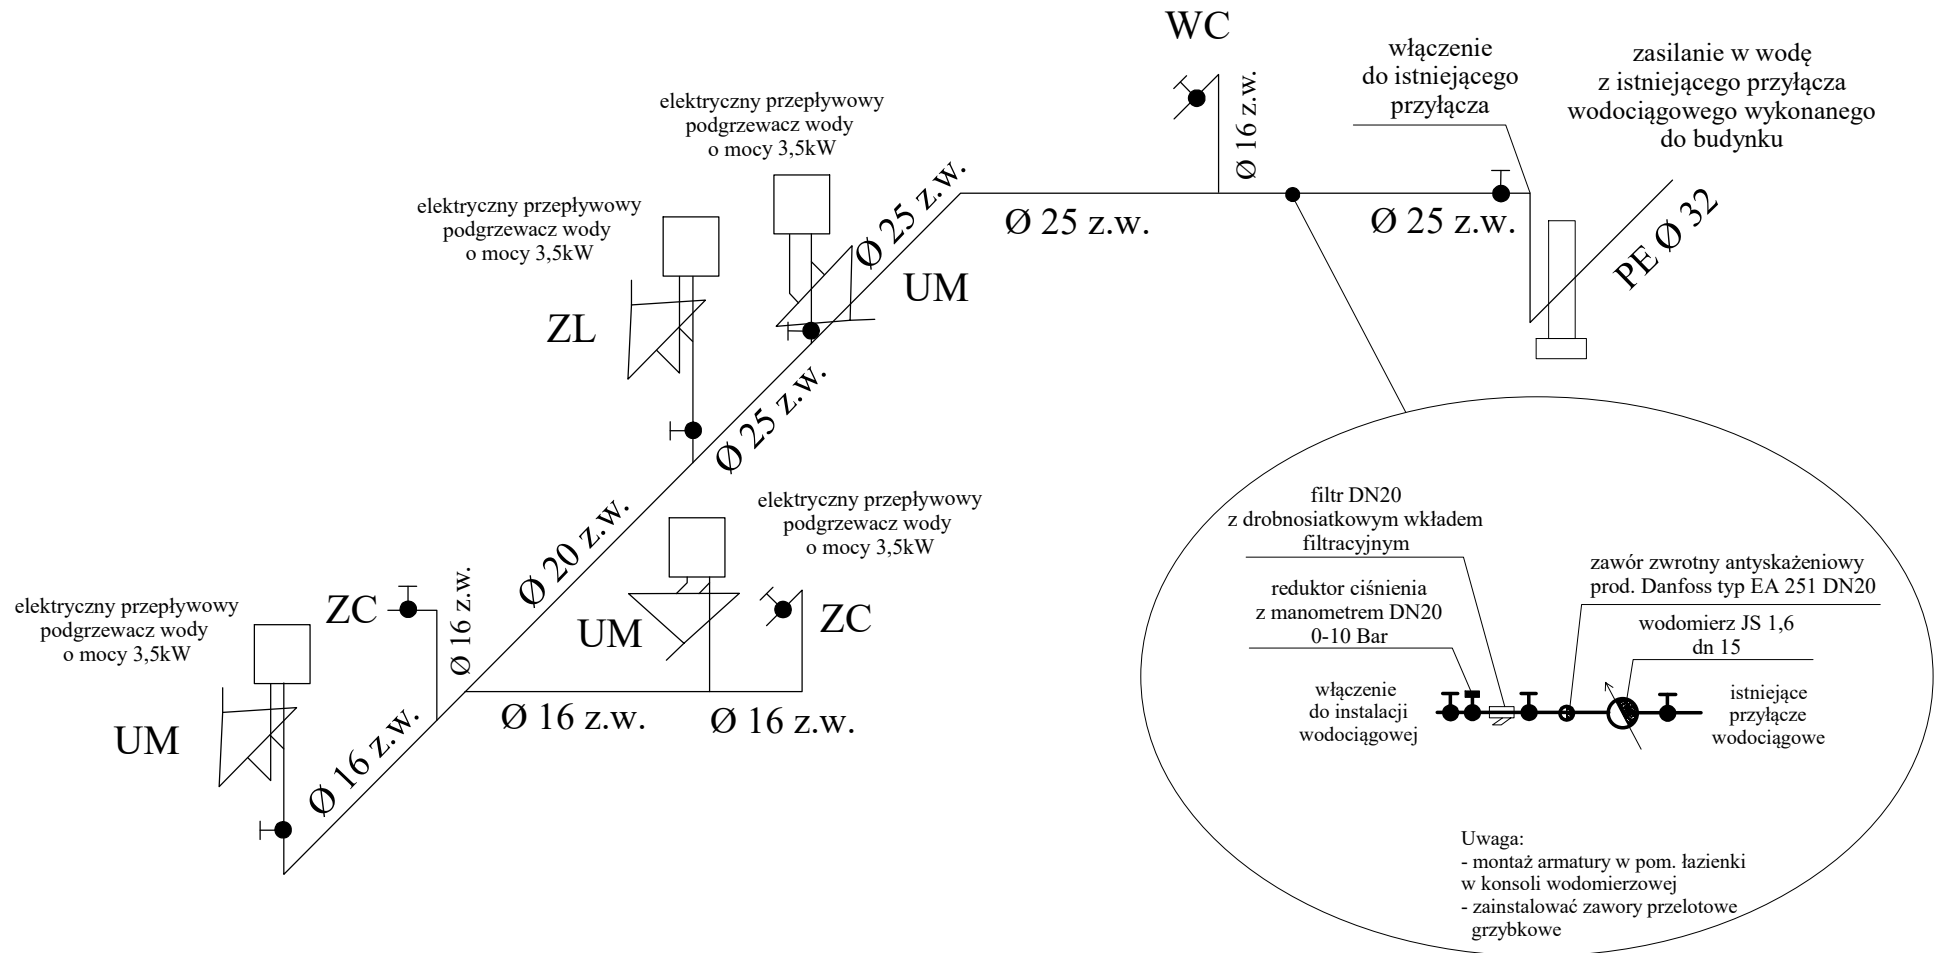 WC
włączenie
do istniejącego
przyłącza
zasilanie w wodę
z istniejącego przyłącza
wodociągowego wykonanego
do budynku
elektryczny przepływowy
podgrzewacz wody
o mocy 3,5kW
Ø 16 z.w.
elektryczny przepływowy
podgrzewacz wody
o mocy 3,5kW
Ø 25 z.w.
Ø 25 z.w.
Ø 25 z.w.
PE Ø 32
UM
ZL
Ø 25 z.w.
elektryczny przepływowy
podgrzewacz wody
o mocy 3,5kW
Ø 20 z.w.
elektryczny przepływowy
podgrzewacz wody
o mocy 3,5kW
ZC
Ø 16 z.w.
UM
ZC
UM
Ø 16 z.w.
Ø 16 z.w.
Ø 16 z.w.
filtr DN20
z drobnosiatkowym wkładem
filtracyjnym
reduktor ciśnienia
z manometrem DN20
0-10 Bar
zawór zwrotny antyskażeniowy
prod. Danfoss typ EA 251 DN20
wodomierz JS 1,6
dn 15
włączenie
do instalacji
wodociągowej
istniejące
przyłącze
wodociągowe
Uwaga:
- montaż armatury w pom. łazienki
w konsoli wodomierzowej
- zainstalować zawory przelotowe
grzybkowe